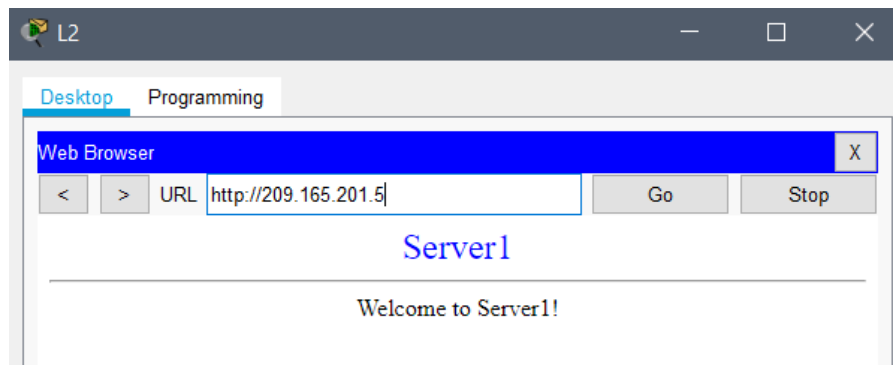 L2
Desktop Programming
Web Browser X
< > URL http://209.165.201.5 Go Stop
Server1
Welcome to Server1!